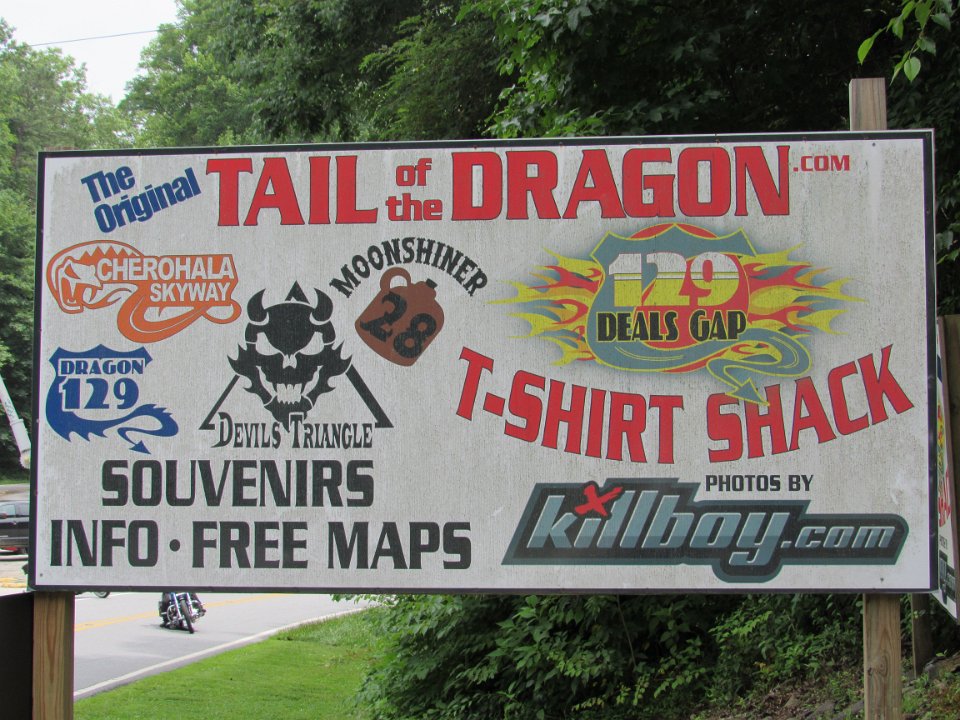 The Original
TAIL of the DRAGON.COM
CHEROHALA
SKYWAY
MOONSHINER
28
129
DEALS GAP
DRAGON
129
DEVILS TRIANGLE
T-SHIRT SHACK
SOUVENIRS
INFO · FREE MAPS
PHOTOS BY
killboy.com